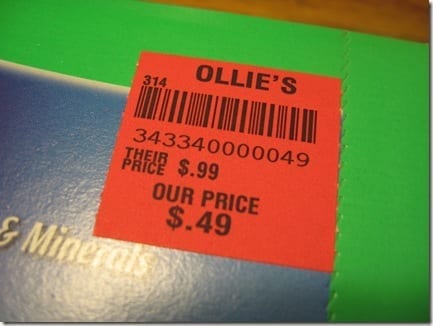 OLLIE'S
314
343340000049
THEIR
PRICE $.99
OUR PRICE
$.49
& Minerals